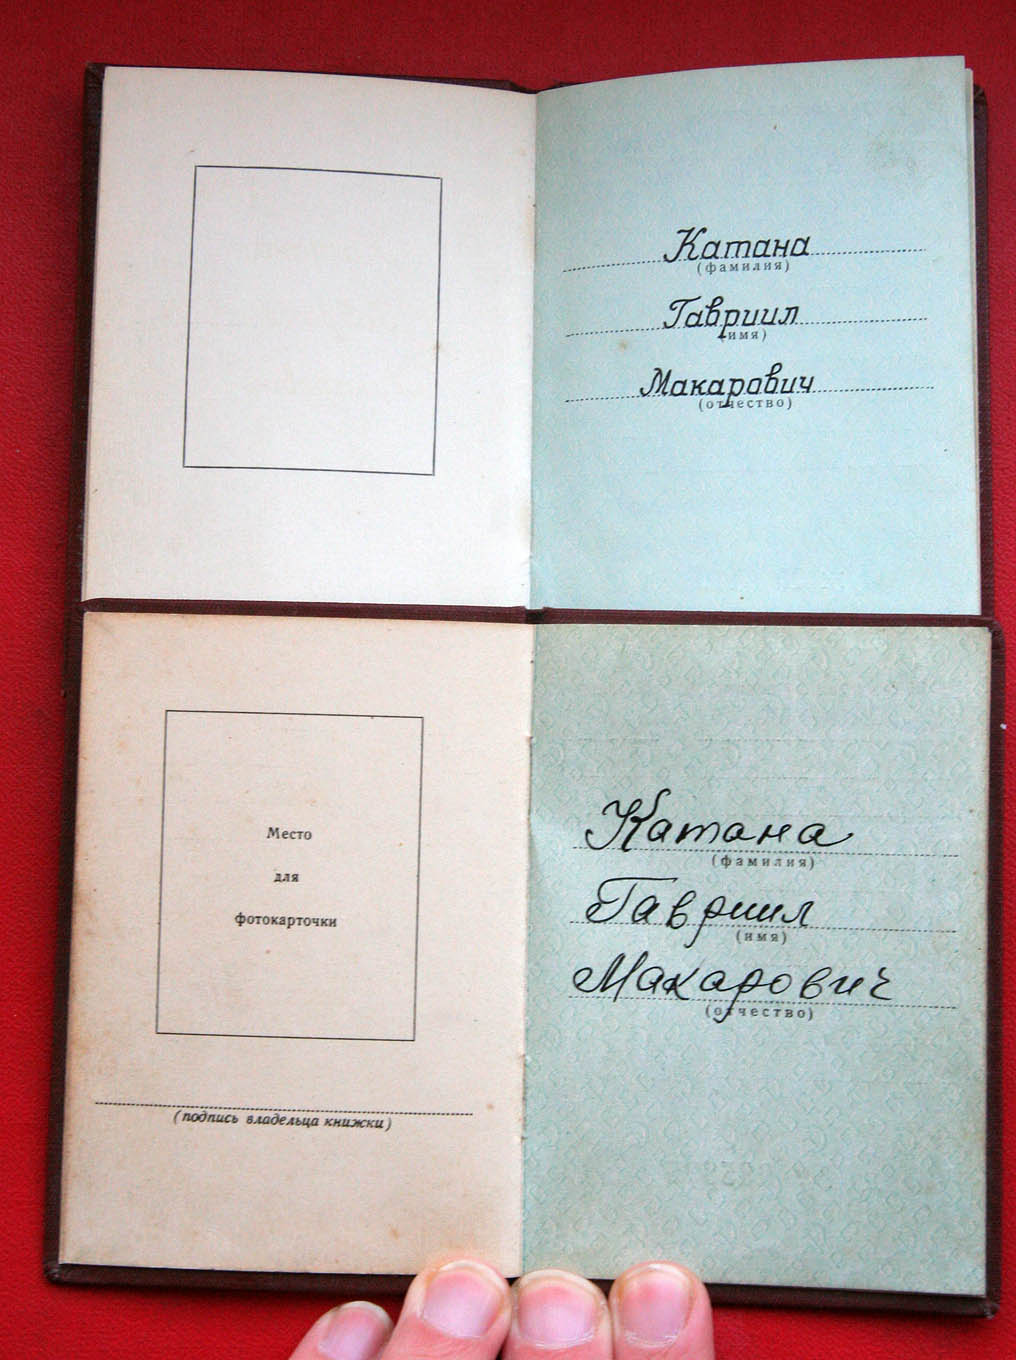 Катана
(фамилия)
Гавриил
(имя)
Макарович
(отчество)
Место
для
фотокарточки
(подпись владельца книжки)
Катана
(фамилия)
Гавриил
(имя)
Макарович
(отчество)